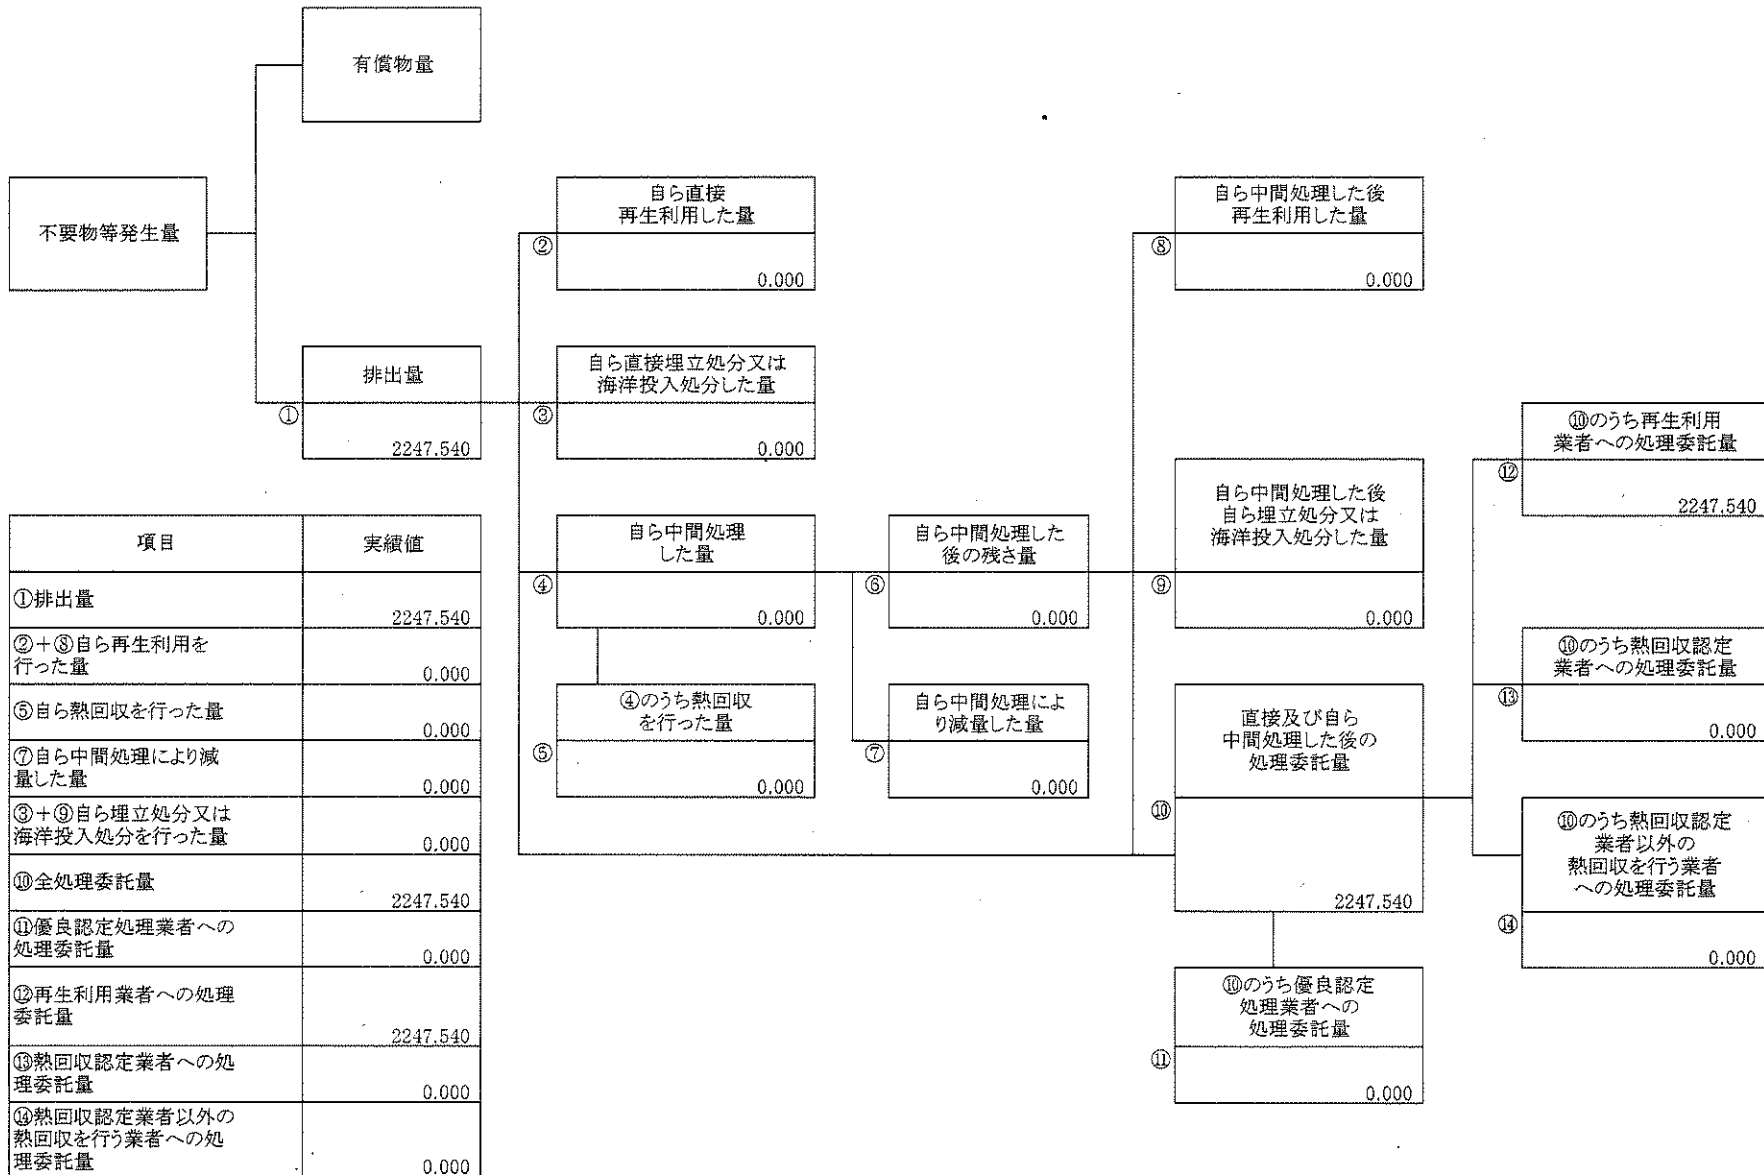 有償物量
不要物等発生量
自ら直接
再生利用した量
②
0.000
自ら中間処理した後
再生利用した量
⑧
0.000
排出量
①
2247.540
自ら直接埋立処分又は
海洋投入処分した量
③
0.000
⑩のうち再生利用
業者への処理委託量
⑫
2247.540
自ら中間処理
した量
④
0.000
自ら中間処理した
後の残さ量
⑥
0.000
自ら中間処理した後
自ら埋立処分又は
海洋投入処分した量
⑨
0.000
④のうち熱回収
を行った量
⑤
0.000
自ら中間処理によ
り減量した量
⑦
0.000
直接及び自ら
中間処理した後の
処理委託量
⑩
2247.540
⑩のうち熱回収認定
業者への処理委託量
⑬
0.000
⑩のうち熱回収認定
業者以外の
熱回収を行う業者
への処理委託量
⑭
0.000
⑩のうち優良認定
処理業者への
処理委託量
⑪
0.000
項目 実績値
①排出量
2247.540
②+⑧自ら再生利用を
行った量
0.000
⑤自ら熱回収を行った量
0.000
⑦自ら中間処理により減
量した量
0.000
③+⑨自ら埋立処分又は
海洋投入処分を行った量
0.000
⑩全処理委託量
2247.540
⑪優良認定処理業者への
処理委託量
0.000
⑫再生利用業者への処理
委託量
2247.540
⑬熱回収認定業者への処
理委託量
0.000
⑭熱回収認定業者以外の
熱回収を行う業者への処
理委託量
0.000